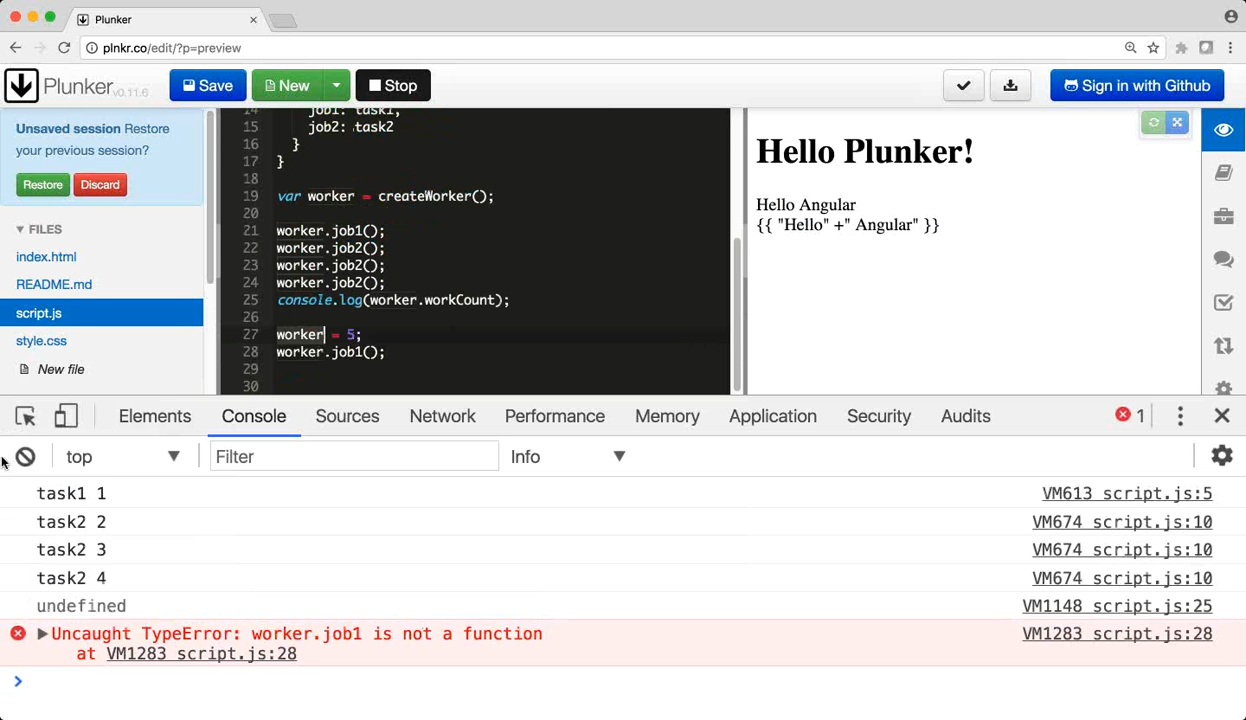 Plunker
plnkr.co/edit/?p=preview
Plunker v0.11.6
Save
New
Stop
Sign in with Github
Unsaved session Restore
your previous session?
Restore
Discard
FILES
index.html
README.md
script.js
style.css
New file
14 job1: task1,
15 job2: task2
16 }
17 }
18
19 var worker = createWorker();
20
21 worker.job1();
22 worker.job2();
23 worker.job2();
24 worker.job2();
25 console.log(worker.workCount);
26
27 worker = 5;
28 worker.job1();
29
30
Hello Plunker!
Hello Angular
{{ "Hello" +" Angular" }}
Elements Console Sources Network Performance Memory Application Security Audits 1
top Filter Info
task1 1 VM613 script.js:5
task2 2 VM674 script.js:10
task2 3 VM674 script.js:10
task2 4 VM674 script.js:10
undefined VM1148 script.js:25
Uncaught TypeError: worker.job1 is not a function VM1283 script.js:28
at VM1283 script.js:28